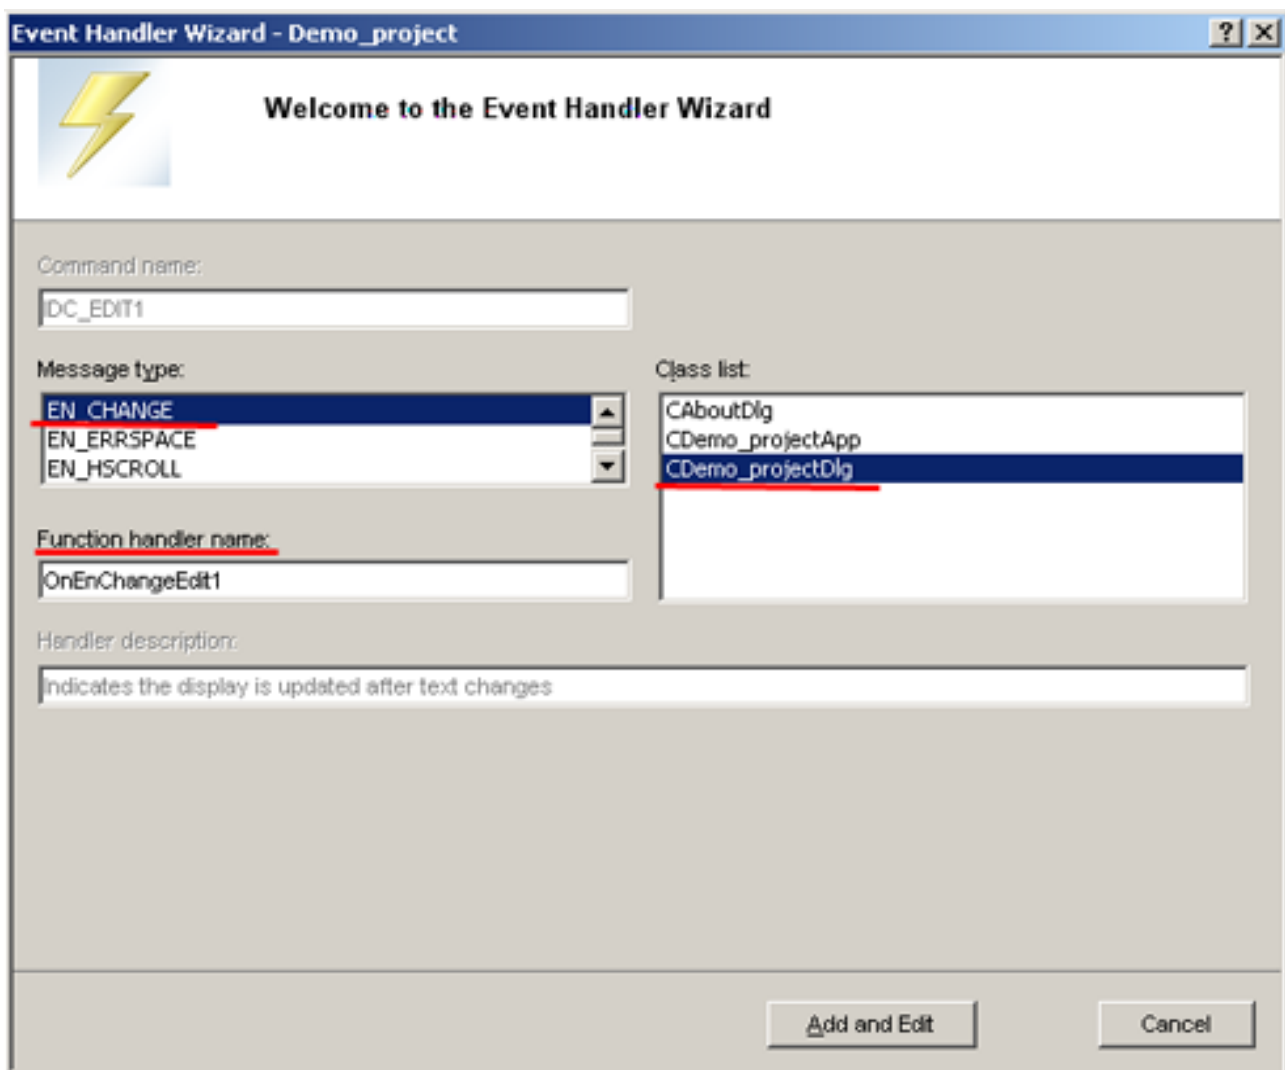 Event Handler Wizard - Demo_project
Welcome to the Event Handler Wizard
Command name:
IDC_EDIT1
Message type:
EN_CHANGE
EN_ERRSPACE
EN_HSCROLL
Class list:
CAboutDlg
CDemo_projectApp
CDemo_projectDlg
Function handler name:
OnEnChangeEdit1
Handler description:
Indicates the display is updated after text changes
Add and Edit
Cancel